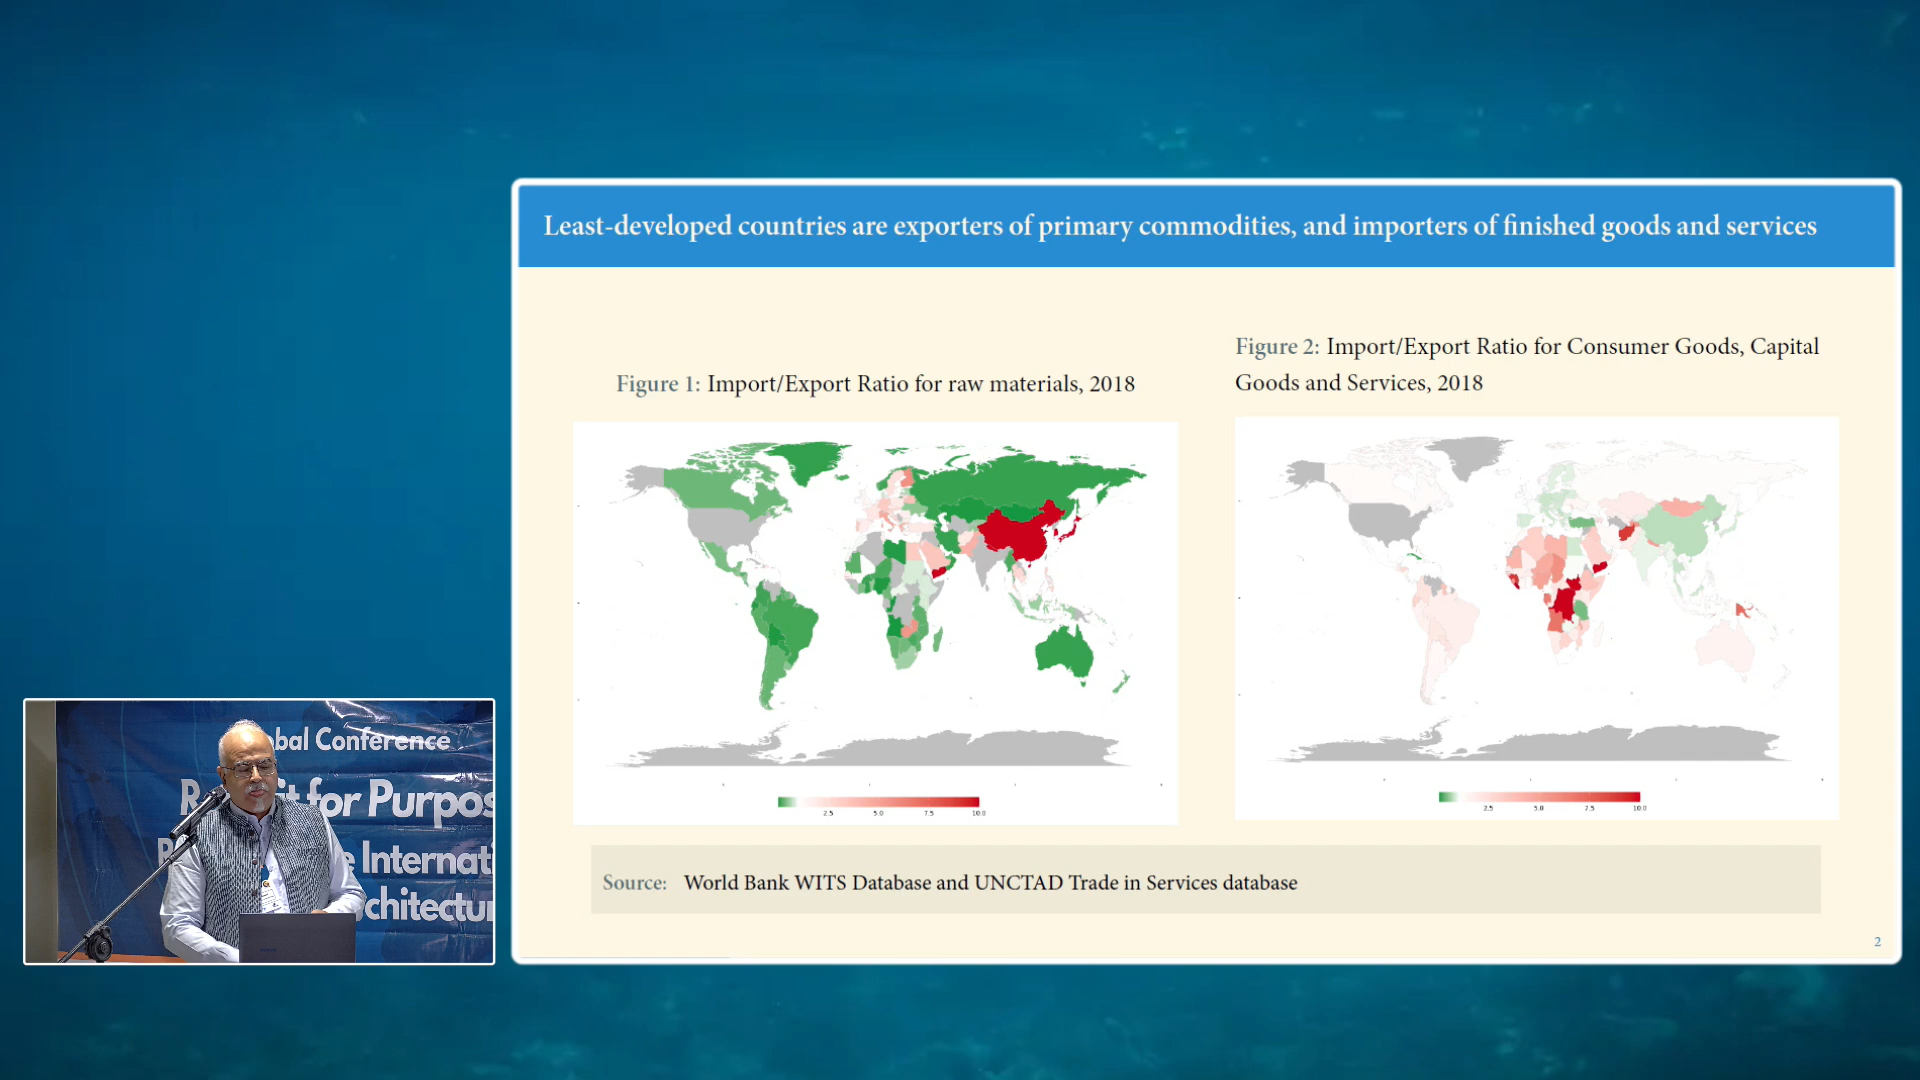 Least-developed countries are exporters of primary commodities, and importers of finished goods and services
Figure 1: Import/Export Ratio for raw materials, 2018
2.5 5.0 7.5 10.0
Figure 2: Import/Export Ratio for Consumer Goods, Capital
Goods and Services, 2018
2.5 5.0 7.5 10.0
Source: World Bank WITS Database and UNCTAD Trade in Services database
2
bal Conference
R it for Purpos
R e Internati
chitectur